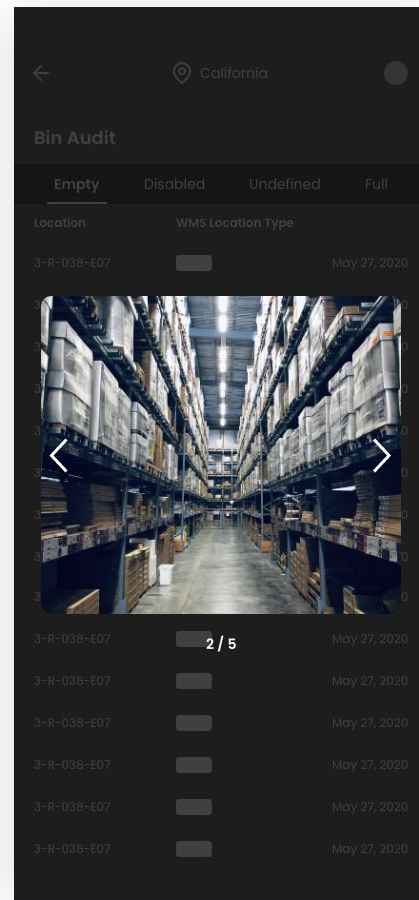 California
Bin Audit
Empty Disabled Undefined Full
Location WMS Location Type
3-R-038-E07 May 27, 2020
2 / 5
3-R-038-E07 May 27, 2020
3-R-038-E07 May 27, 2020
3-R-038-E07 May 27, 2020
3-R-038-E07 May 27, 2020
3-R-038-E07 May 27, 2020
3-R-038-E07 May 27, 2020